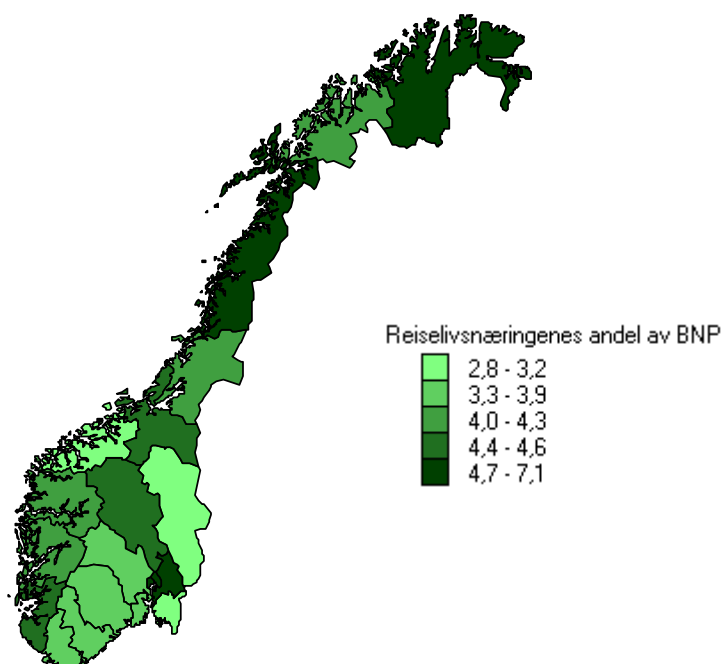 Reiselivsnæringenes andel av BNP
2,8 - 3,2
3,3 - 3,9
4,0 - 4,3
4,4 - 4,6
4,7 - 7,1